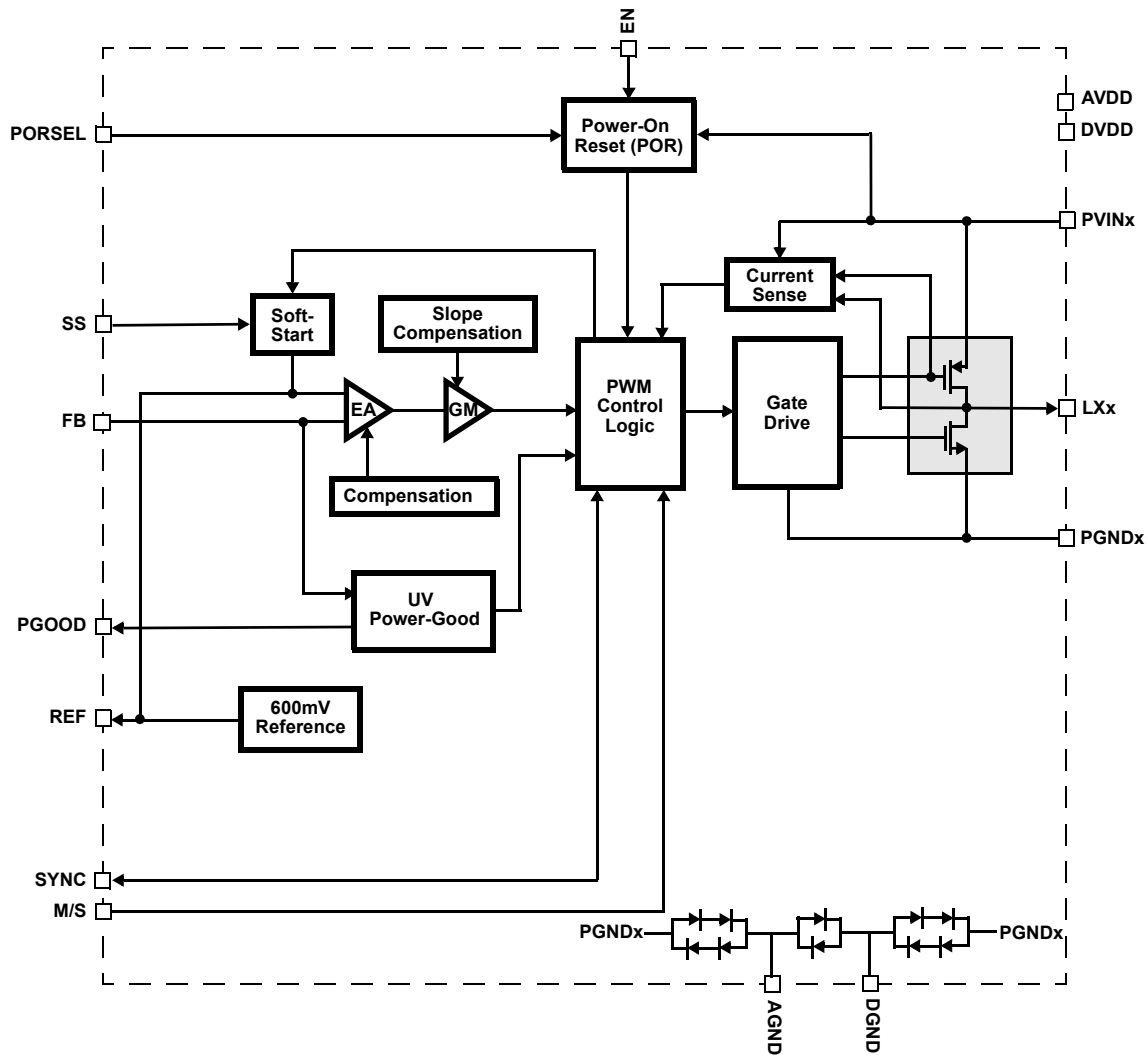 EN
AVDD
DVDD
PORSEL
Power-On
Reset (POR)
PVINx
Current
Sense
SS
Soft-
Start
Slope
Compensation
FB
EA
GM
PWM
Control
Logic
Gate
Drive
LXx
Compensation
PGNDx
UV
Power-Good
PGOOD
REF
600mV
Reference
SYNC
M/S
PGNDx
PGNDx
AGND
DGND